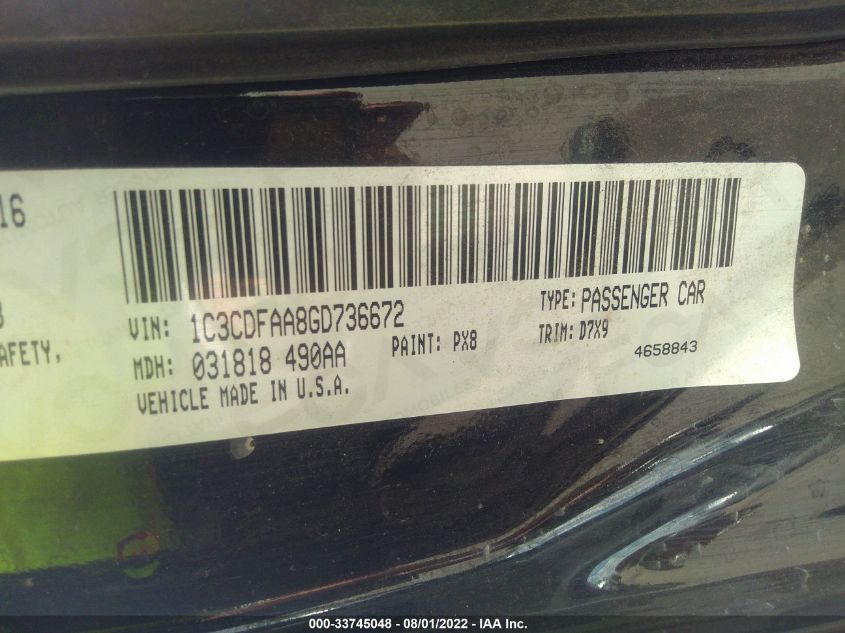 16
8
AFETY,
VIN: 1C3CDFAA8GD736672 TYPE: PASSENGER CAR
MDH: 031818 490AA PAINT: PX8 TRIM: D7X9
VEHICLE MADE IN U.S.A. 4658843
000-33745048 - 08/01/2022 - IAA Inc.